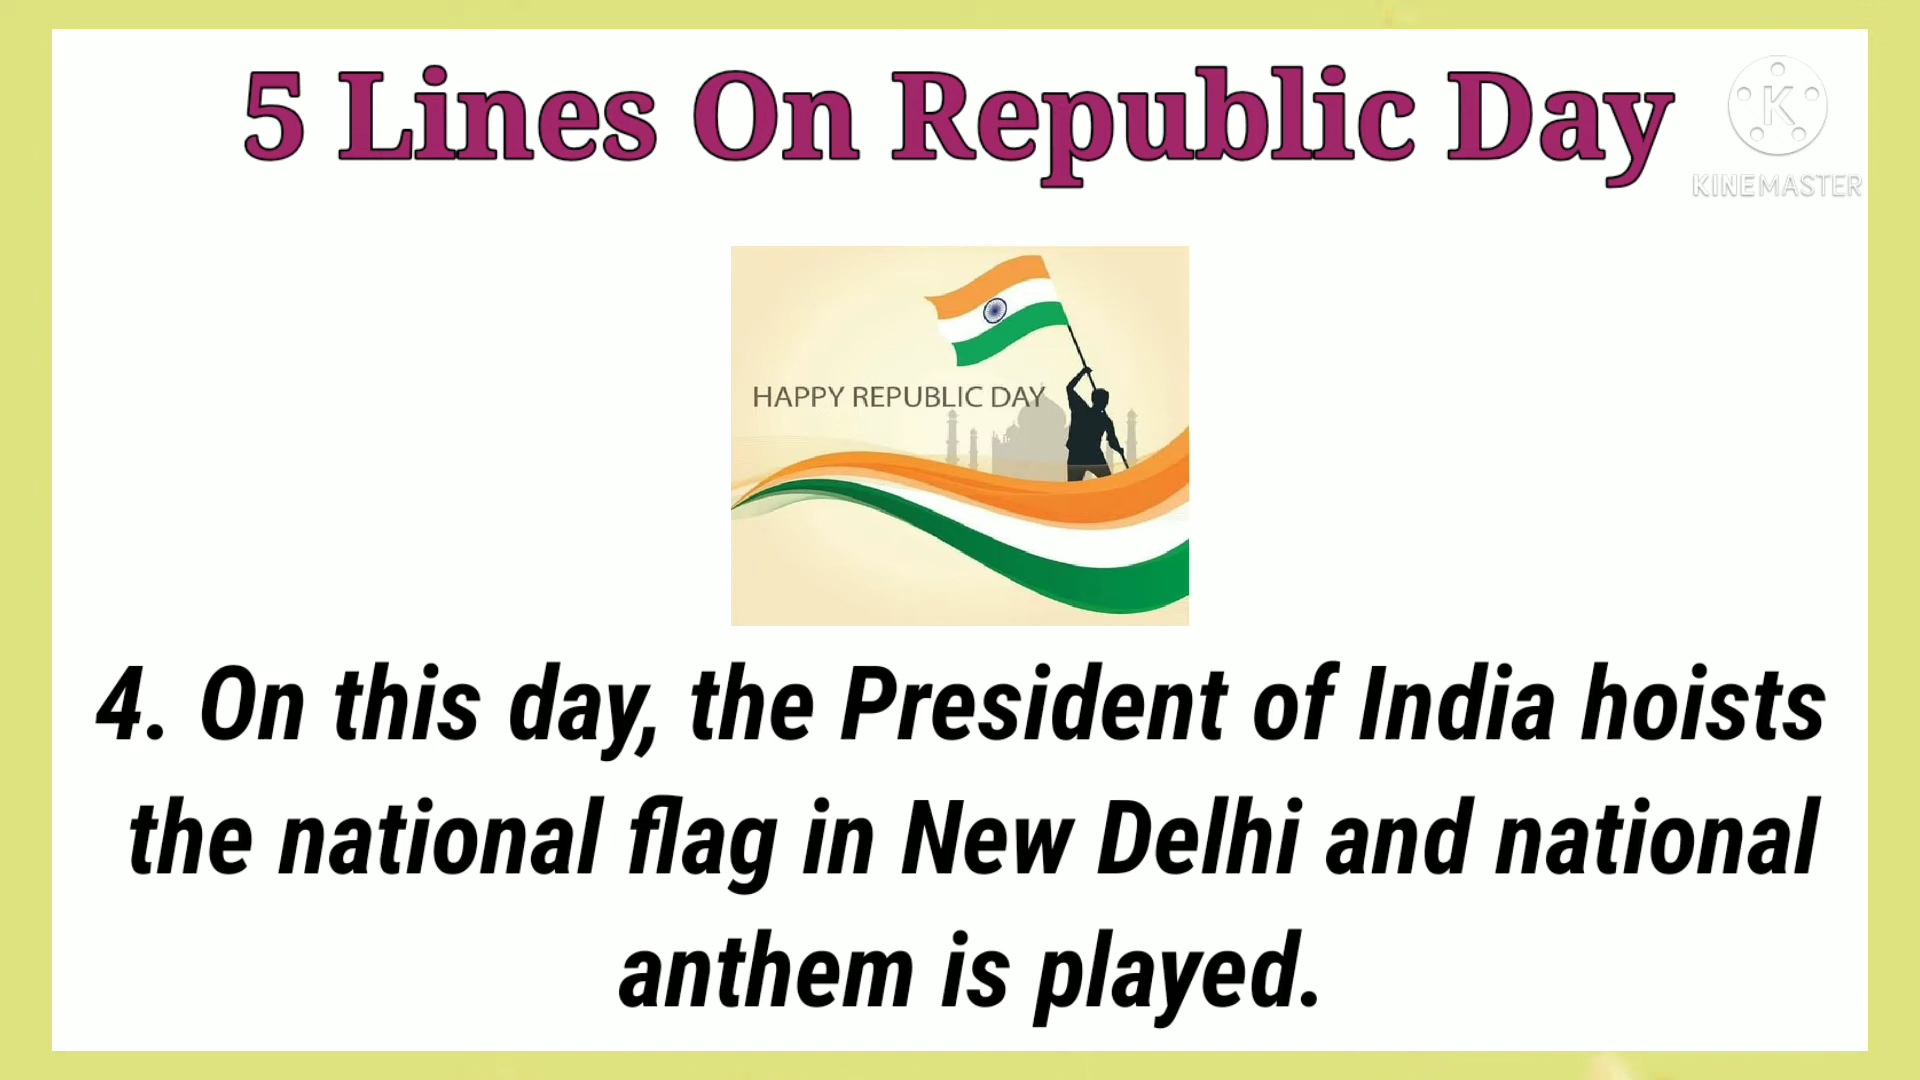 5 Lines On Republic Day
KINEMASTER
HAPPY REPUBLIC DAY
4. On this day, the President of India hoists
the national flag in New Delhi and national
anthem is played.